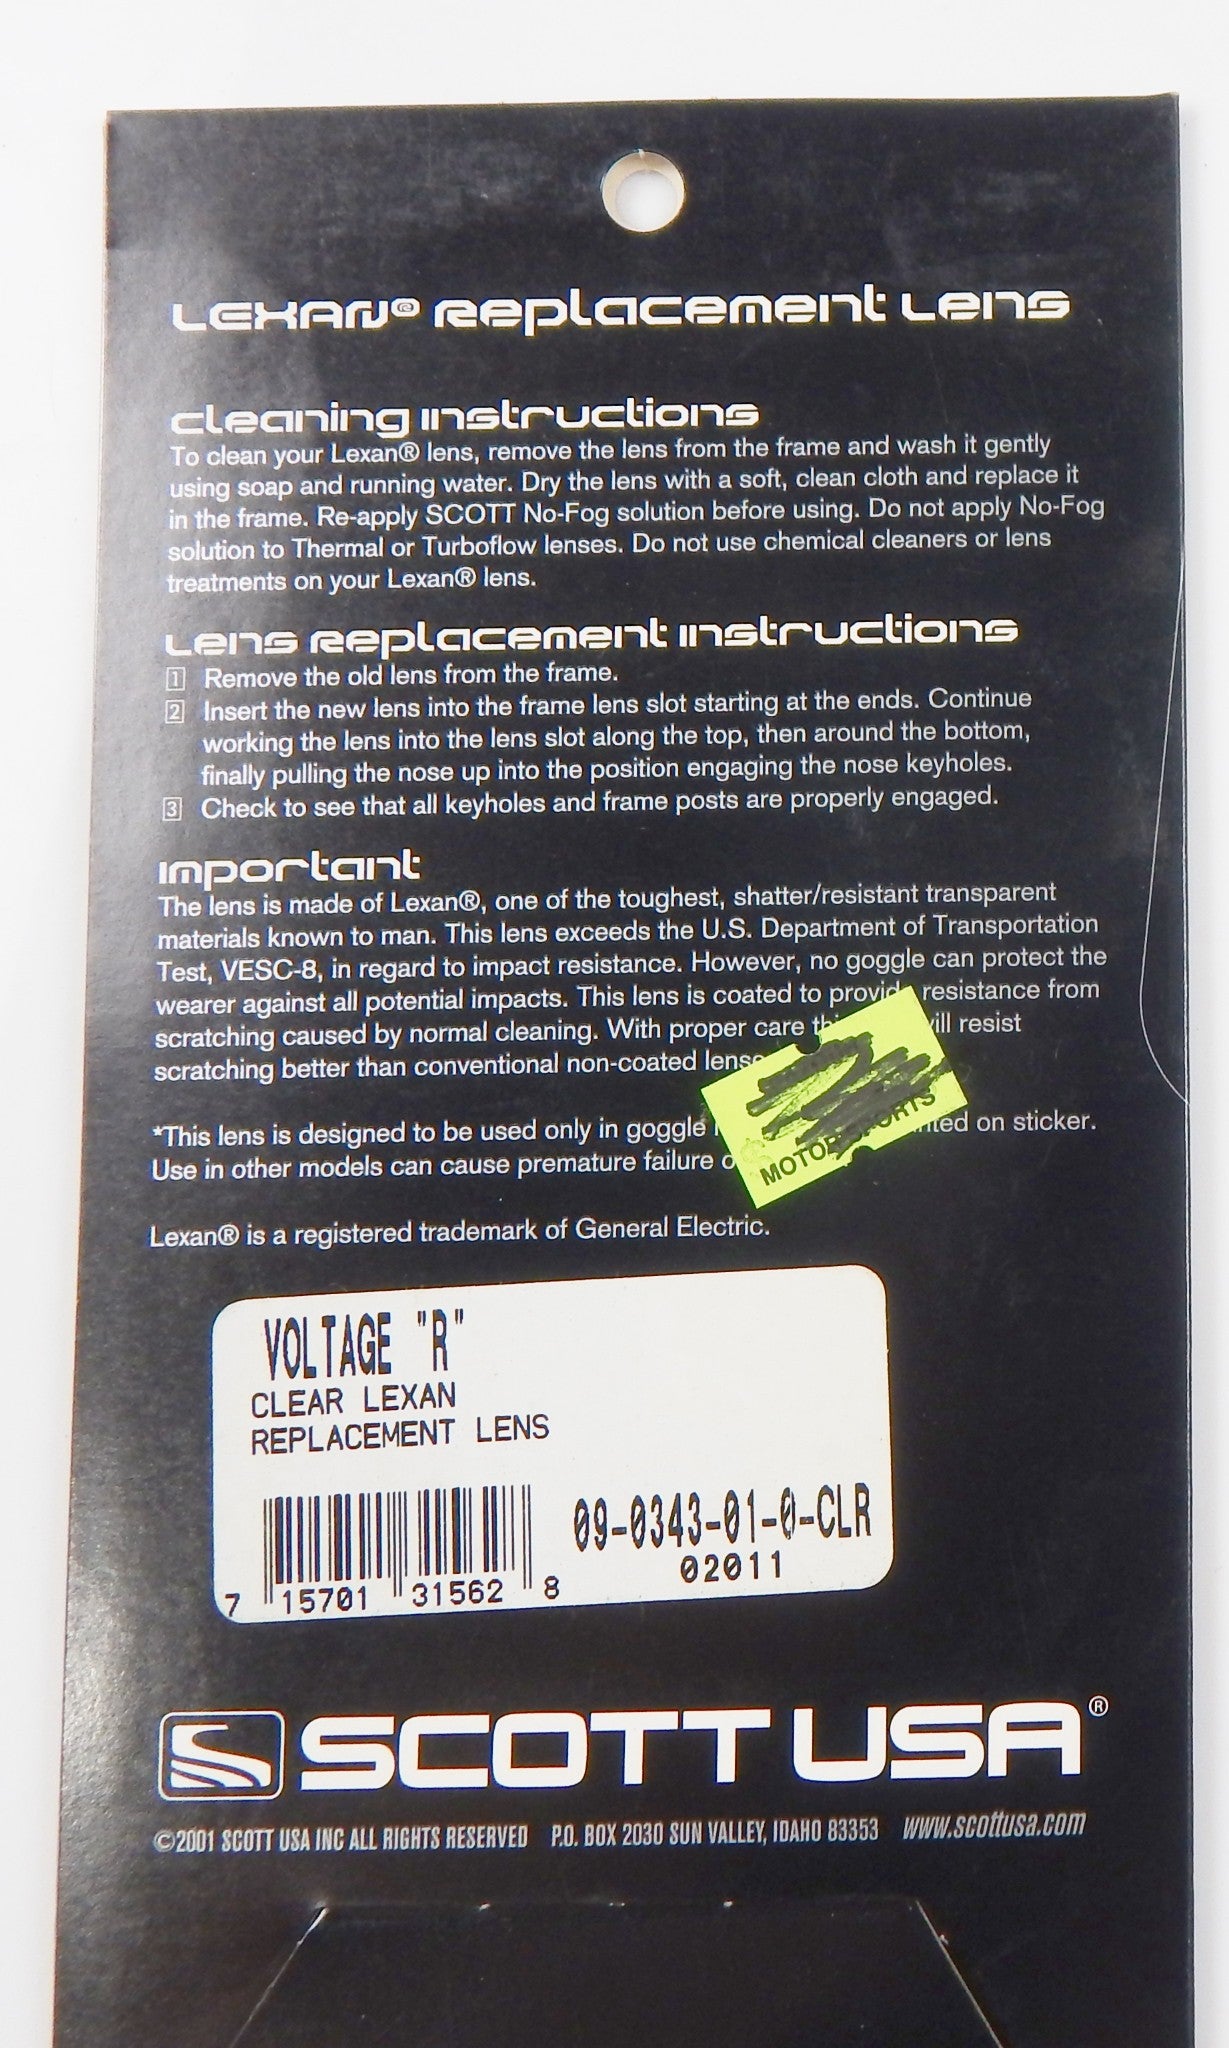 LEXAN® Replacement Lens
Cleaning Instructions
To clean your Lexan® lens, remove the lens from the frame and wash it gently
using soap and running water. Dry the lens with a soft, clean cloth and replace it
in the frame. Re-apply SCOTT No-Fog solution before using. Do not apply No-Fog
solution to Thermal or Turboflow lenses. Do not use chemical cleaners or lens
treatments on your Lexan® lens.
Lens Replacement Instructions
1 Remove the old lens from the frame.
2 Insert the new lens into the frame lens slot starting at the ends. Continue
working the lens into the lens slot along the top, then around the bottom,
finally pulling the nose up into the position engaging the nose keyholes.
3 Check to see that all keyholes and frame posts are properly engaged.
Important
The lens is made of Lexan®, one of the toughest, shatter/resistant transparent
materials known to man. This lens exceeds the U.S. Department of Transportation
Test, VESC-8, in regard to impact resistance. However, no goggle can protect the
wearer against all potential impacts. This lens is coated to provide resistance from
scratching caused by normal cleaning. With proper care will resist
scratching better than conventional non-coated
*This lens is designed to be used only in goggle on sticker.
Use in other models can cause premature failure
MOTORSPORTS
Lexan® is a registered trademark of General Electric.
VOLTAGE "R"
CLEAR LEXAN
REPLACEMENT LENS
09-0343-01-0-CLR
02011
7 15701 31562 8
SCOTT USA®
©2001 SCOTT USA INC ALL RIGHTS RESERVED P.O. BOX 2030 SUN VALLEY, IDAHO 83353 www.scottusa.com